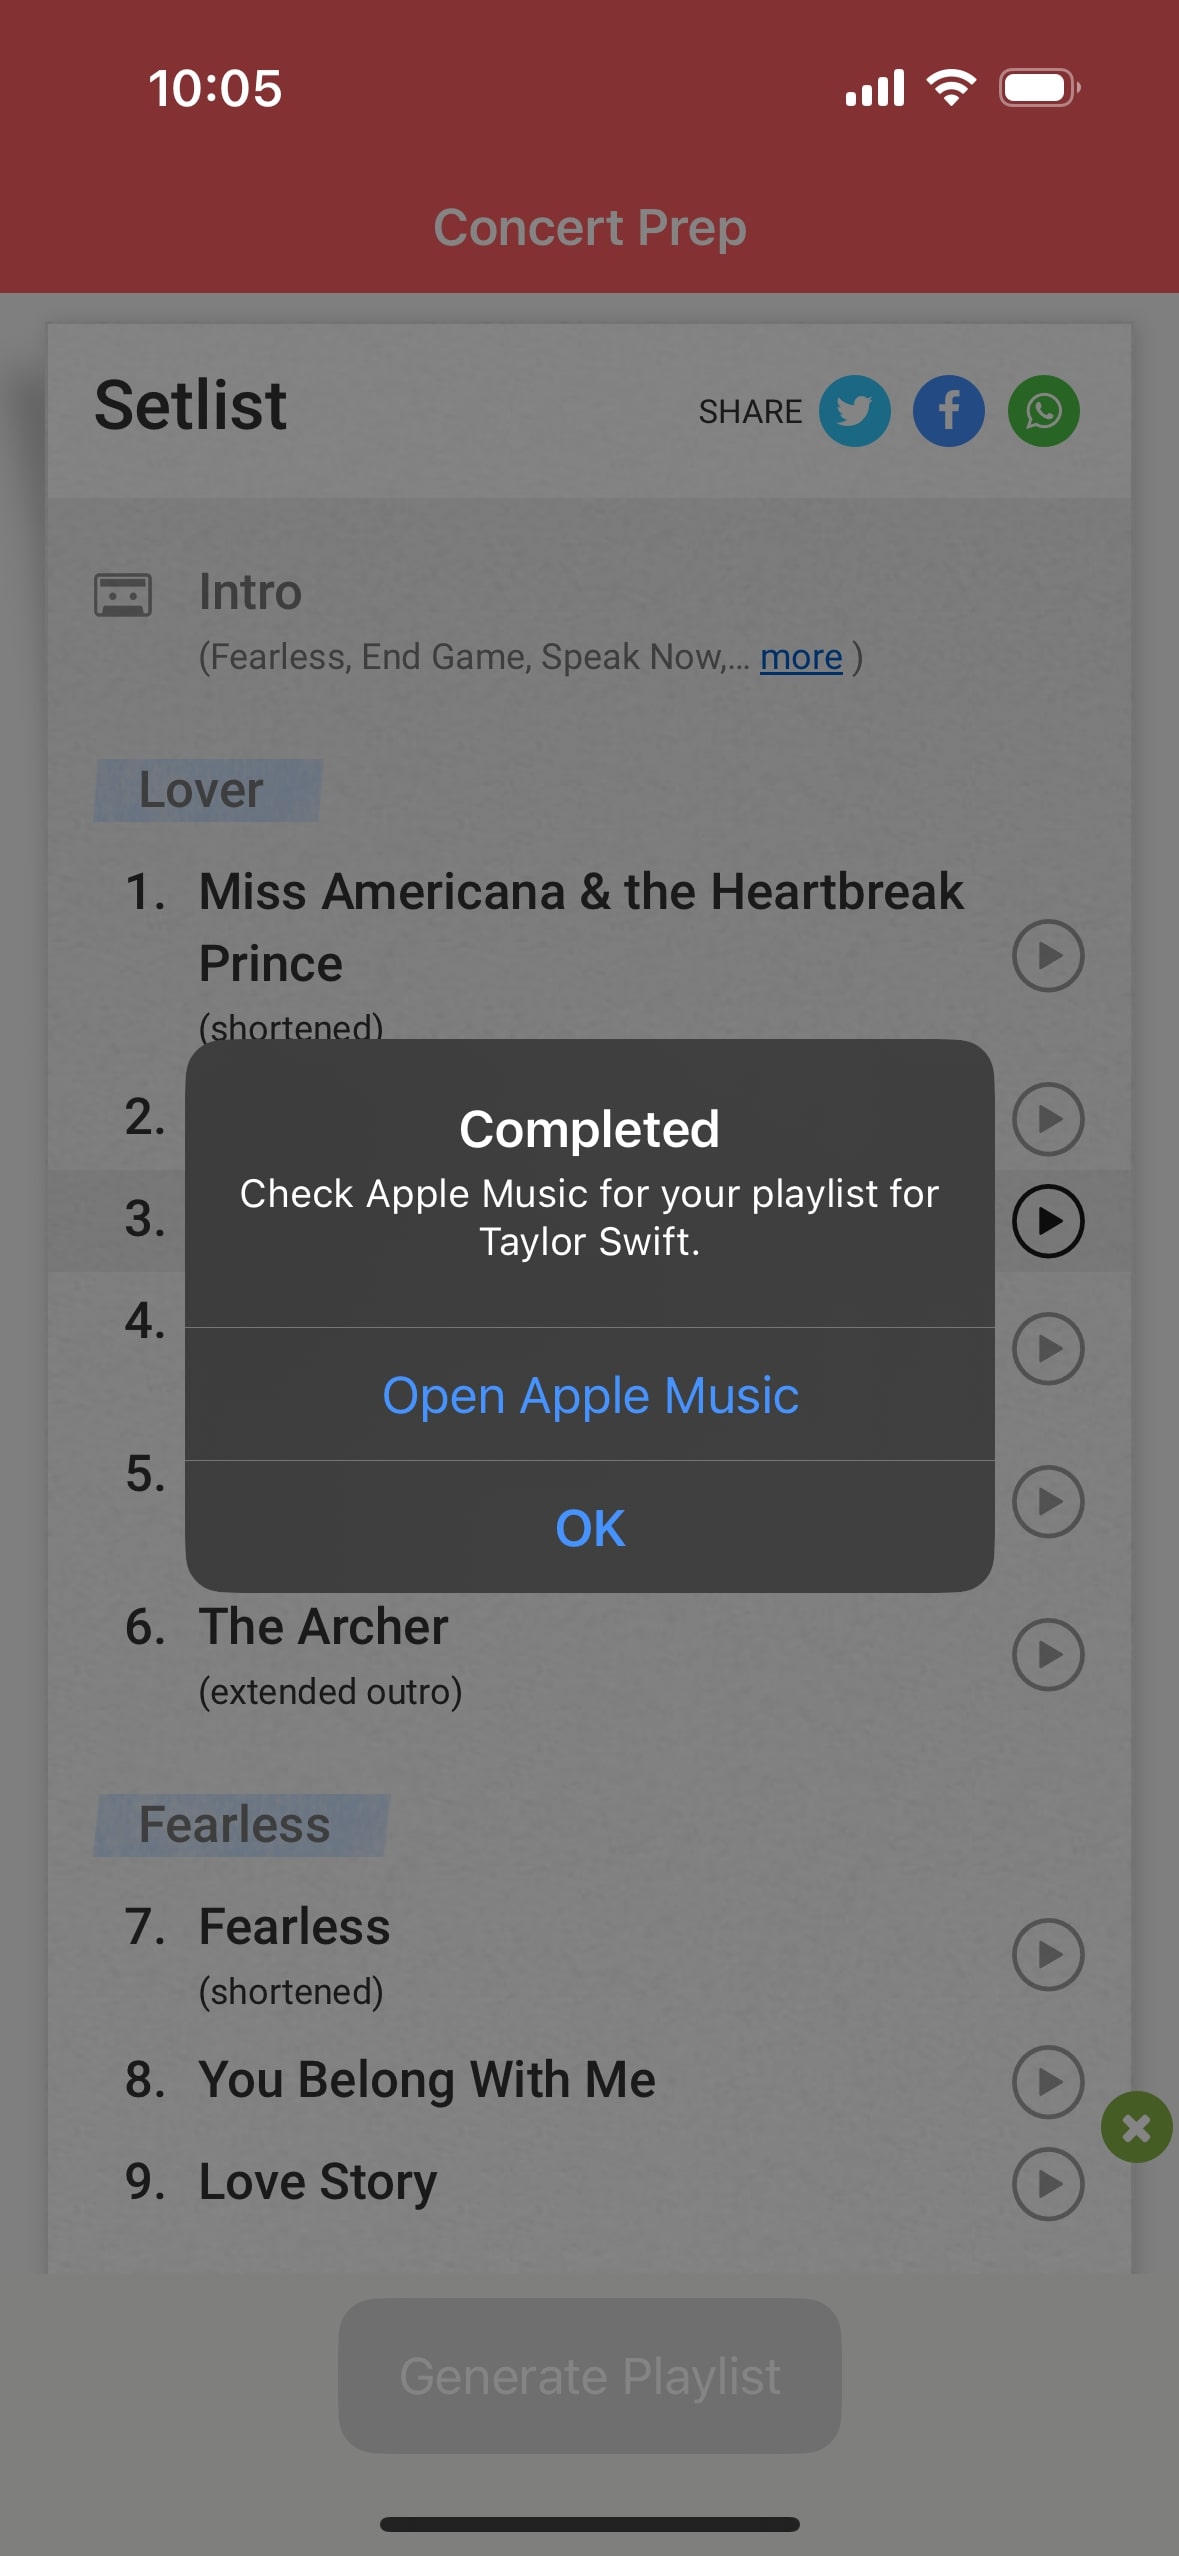 10:05
Concert Prep
Setlist
SHARE
Intro
(Fearless, End Game, Speak Now,... more )
Lover
1. Miss Americana & the Heartbreak
Prince
(shortened)
2.
3.
4.
5.
Completed
Check Apple Music for your playlist for
Taylor Swift.
Open Apple Music
OK
6. The Archer
(extended outro)
Fearless
7. Fearless
(shortened)
8. You Belong With Me
9. Love Story
Generate Playlist